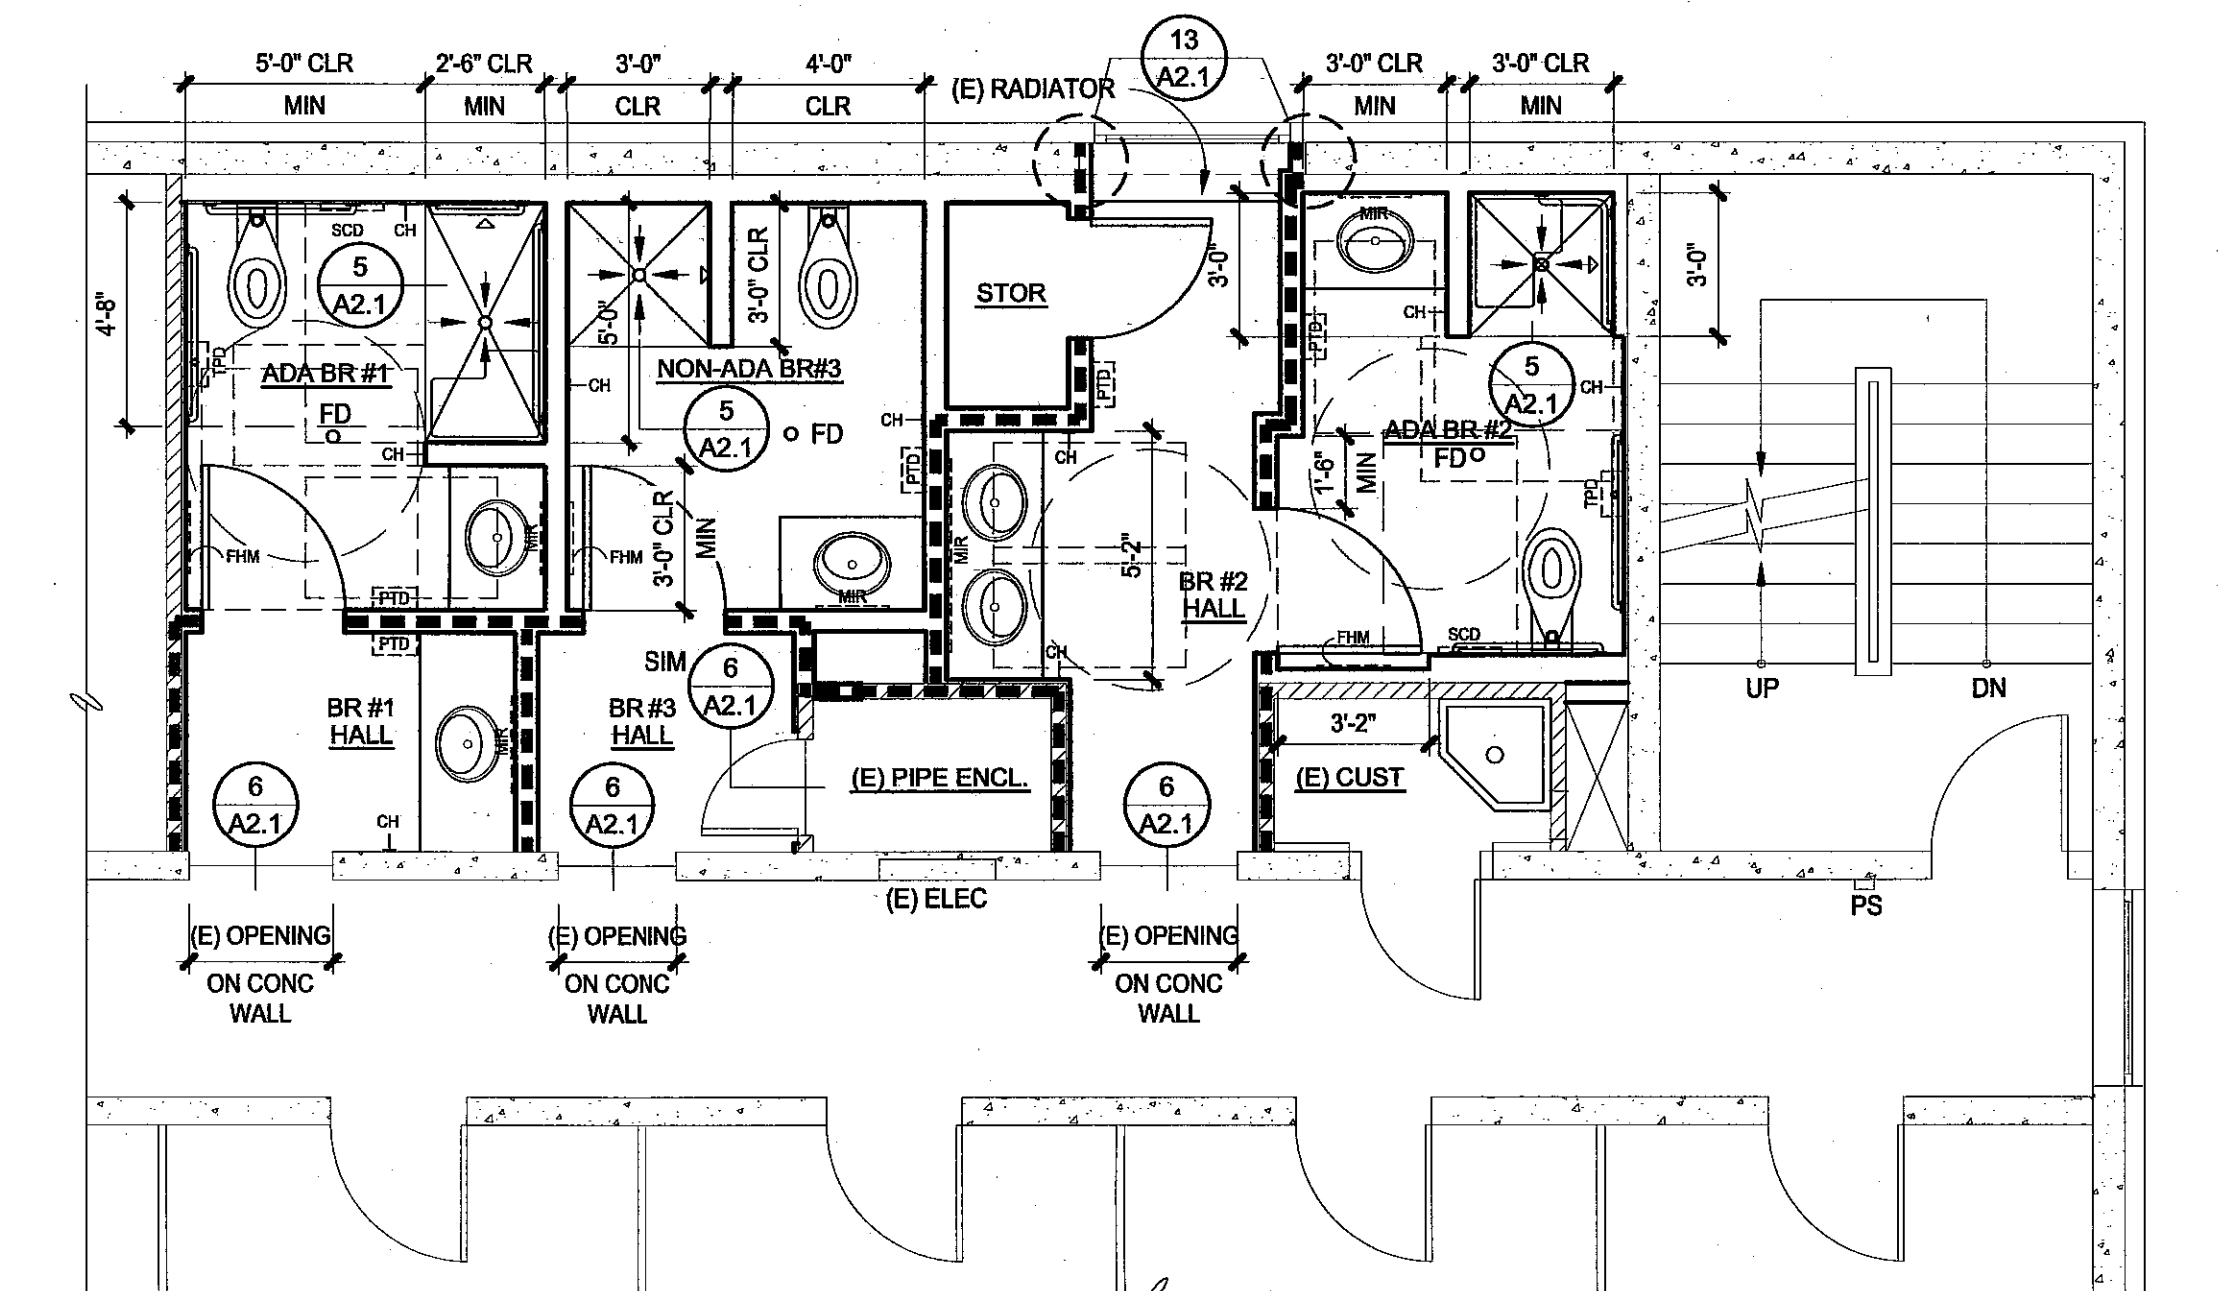 13
A2.1
5'-0" CLR
MIN
2'-6" CLR
MIN
3'-0"
CLR
4'-0"
CLR
(E) RADIATOR
3'-0" CLR
MIN
3'-0" CLR
MIN
SCD
CH
5
A2.1
4'-8"
TPD
ADA BR #1
FD
CH
FHM
MIR
PTD
PTD
5'-0"
3'-0" CLR
NON-ADA BR#3
CH
5
A2.1
FD
CH
PTD
3'-0" CLR
MIN
FHM
MIR
STOR
3'-0"
PTD
CH
MIR
5'-2"
CH
BR #2
HALL
MIR
CH
PTD
5
A2.1
CH
3'-0"
ADA BR #2
FD
1'-6"
MIN
TPD
FHM
SCD
UP
DN
BR #1
HALL
MIR
6
A2.1
CH
SIM
6
A2.1
BR #3
HALL
6
A2.1
(E) PIPE ENCL.
6
A2.1
3'-2"
(E) CUST
(E) ELEC
PS
(E) OPENING
ON CONC
WALL
(E) OPENING
ON CONC
WALL
(E) OPENING
ON CONC
WALL